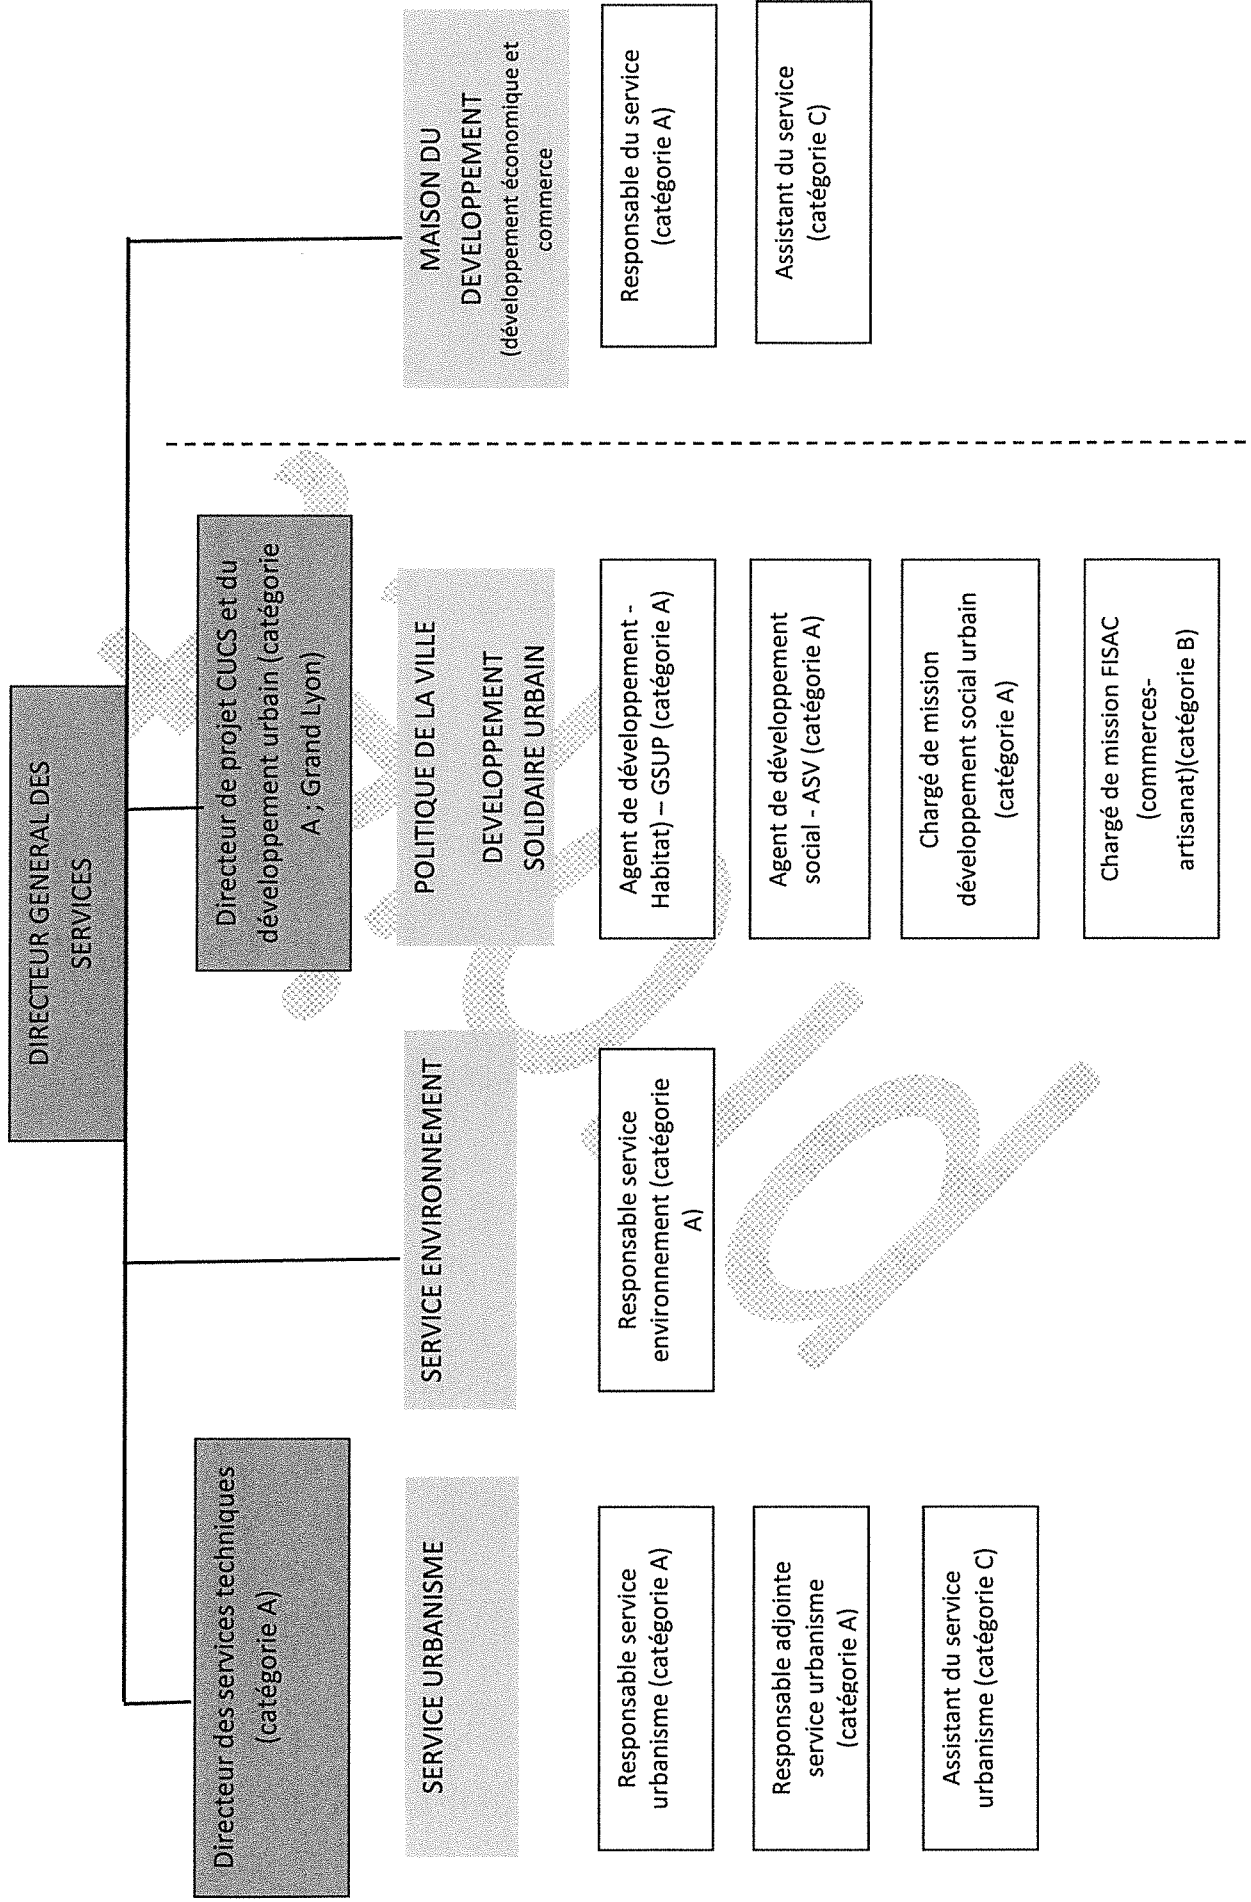 DIRECTEUR GENERAL DES
SERVICES
Directeur des services techniques
(catégorie A)
SERVICE URBANISME
Responsable service
urbanisme (catégorie A)
Responsable adjointe
service urbanisme
(catégorie A)
Assistant du service
urbanisme (catégorie C)
SERVICE ENVIRONNEMENT
Responsable service
environnement (catégorie
A)
Directeur de projet CUCS et du
développement urbain (catégorie
A ; Grand Lyon)
POLITIQUE DE LA VILLE
DEVELOPPEMENT
SOLIDAIRE URBAIN
Agent de développement -
Habitat) – GSUP (catégorie A)
Agent de développement
social - ASV (catégorie A)
Chargé de mission
développement social urbain
(catégorie A)
Chargé de mission FISAC
(commerces-
artisanat)(catégorie B)
MAISON DU
DEVELOPPEMENT
(développement économique et
commerce
Responsable du service
(catégorie A)
Assistant du service
(catégorie C)